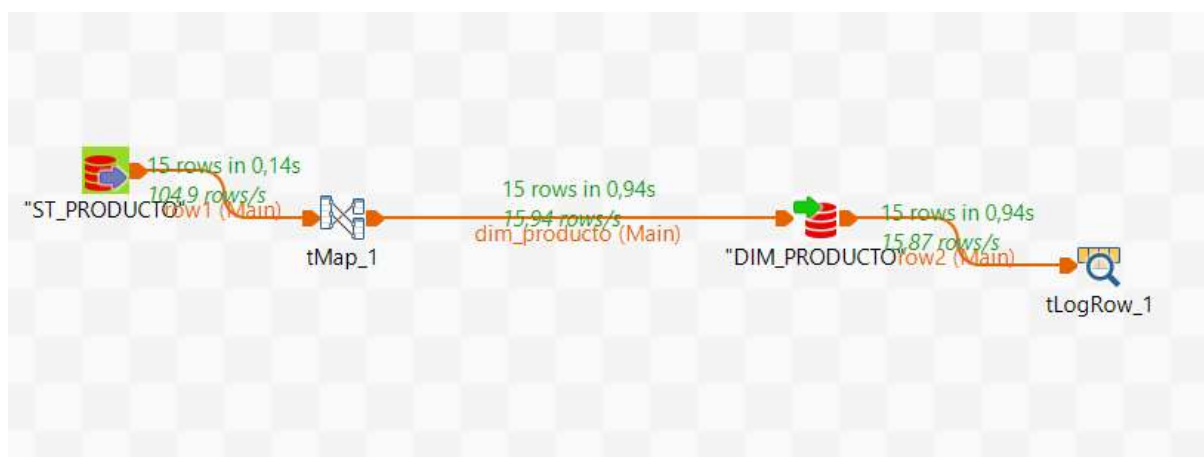 15 rows in 0,14s
104,9 rows/s
"ST_PRODUCTO"
row1 (Main)
tMap_1
15 rows in 0,94s
15,94 rows/s
dim_producto (Main)
15 rows in 0,94s
15,87 rows/s
"DIM_PRODUCTO"
row2 (Main)
tLogRow_1